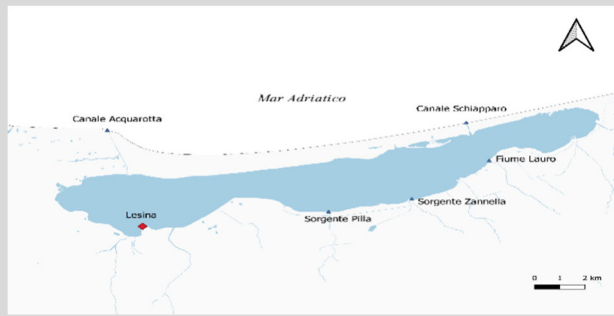 Mar Adriatico
Canale Acquarotta
Canale Schiapparo
Fiume Lauro
Sorgente Zannella
Lesina
Sorgente Pilla
0 1 2 km